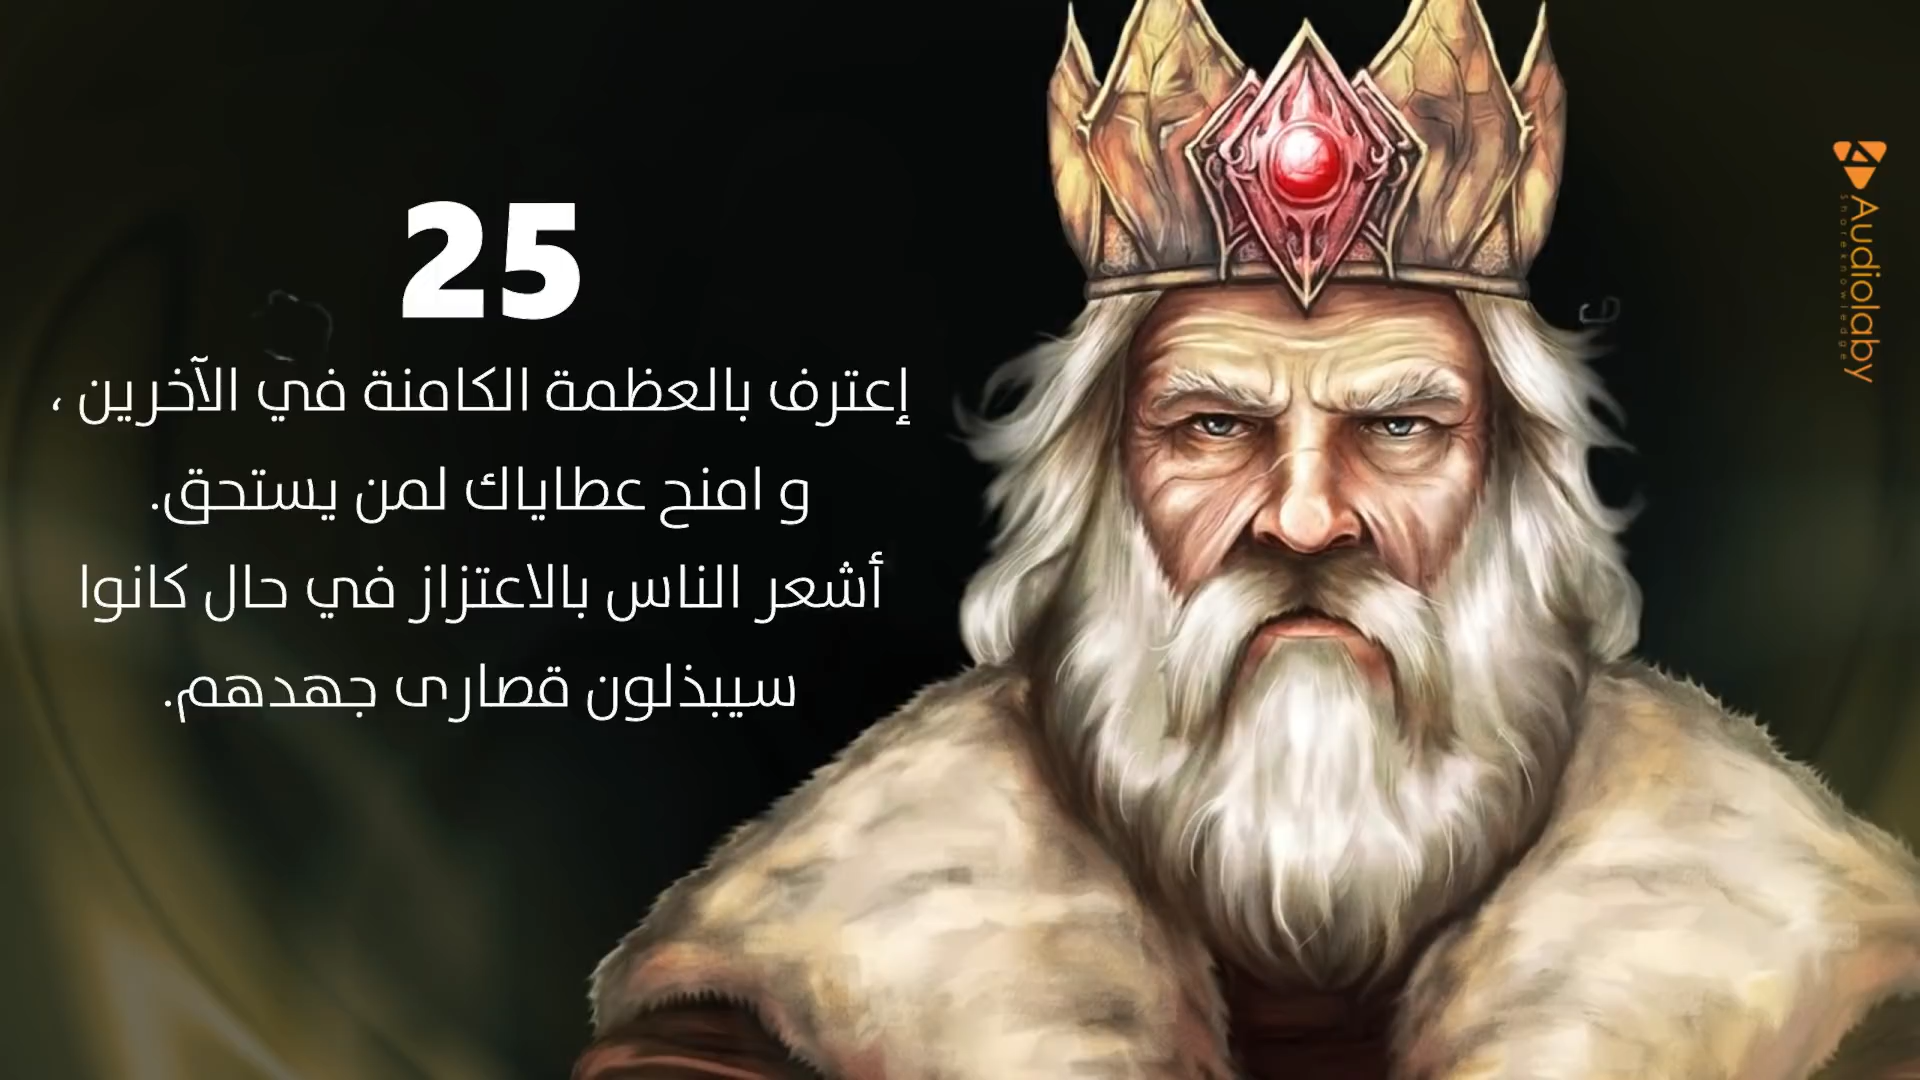 25
إعترف بالعظمة الكامنة في الآخرين ،
و امنح عطاياك لمن يستحق.
أشعر الناس بالاعتزاز في حال كانوا
سيبذلون قصارى جهدهم.
Audiolaby
Shareknowledge